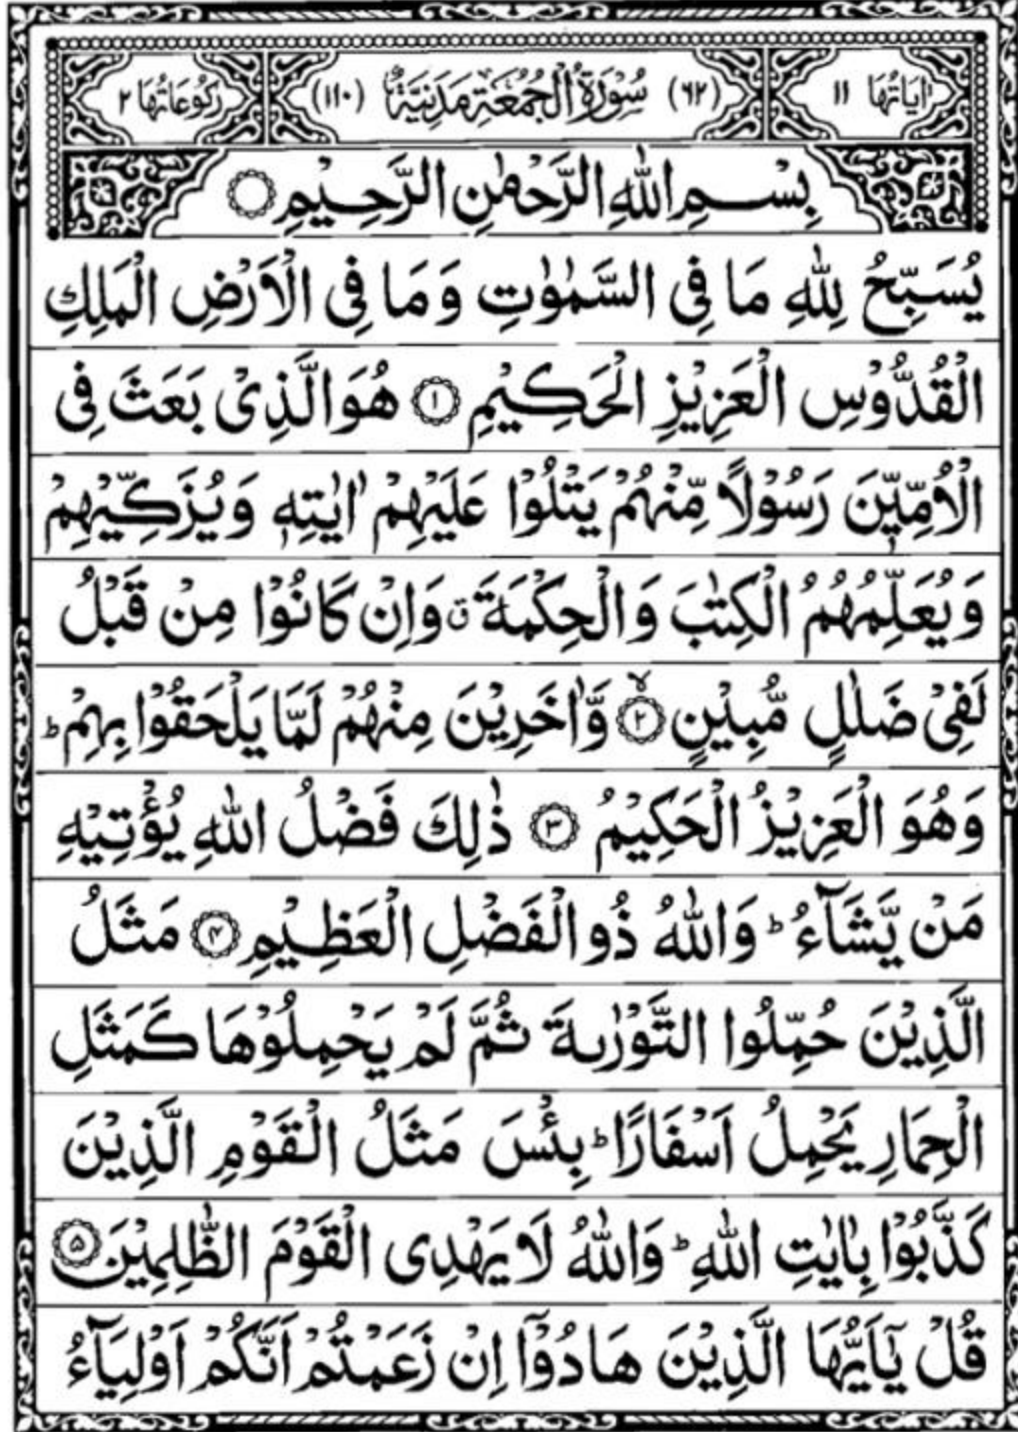 اٰيَاتُهَا ١١ (٦٢) سُوْرَةُ الْجُمُعَةِ مَدَنِيَّةٌ (١١٠) رُكُوْعَاتُهَا ٢
بِسْمِ اللّٰهِ الرَّحْمٰنِ الرَّحِيْمِ
يُسَبِّحُ لِلّٰهِ مَا فِى السَّمٰوٰتِ وَمَا فِى الْاَرْضِ الْمَلِكِ
الْقُدُّوْسِ الْعَزِيْزِ الْحَكِيْمِ ۝١ هُوَ الَّذِىْ بَعَثَ فِى
الْاُمِّيّٖنَ رَسُوْلًا مِّنْهُمْ يَتْلُوْا عَلَيْهِمْ اٰيٰتِهٖ وَيُزَكِّيْهِمْ
وَيُعَلِّمُهُمُ الْكِتٰبَ وَالْحِكْمَةَ ق وَاِنْ كَانُوْا مِنْ قَبْلُ
لَفِىْ ضَلٰلٍ مُّبِيْنٍ ۝٢ۙ وَّاٰخَرِيْنَ مِنْهُمْ لَمَّا يَلْحَقُوْا بِهِمْ ؕ
وَهُوَ الْعَزِيْزُ الْحَكِيْمُ ۝٣ ذٰلِكَ فَضْلُ اللّٰهِ يُؤْتِيْهِ
مَنْ يَّشَآءُ ؕ وَاللّٰهُ ذُو الْفَضْلِ الْعَظِيْمِ ۝٤ مَثَلُ
الَّذِيْنَ حُمِّلُوا التَّوْرٰىةَ ثُمَّ لَمْ يَحْمِلُوْهَا كَمَثَلِ
الْحِمَارِ يَحْمِلُ اَسْفَارًا ؕ بِئْسَ مَثَلُ الْقَوْمِ الَّذِيْنَ
كَذَّبُوْا بِاٰيٰتِ اللّٰهِ ؕ وَاللّٰهُ لَا يَهْدِى الْقَوْمَ الظّٰلِمِيْنَ ۝٥
قُلْ يٰٓاَيُّهَا الَّذِيْنَ هَادُوْۤا اِنْ زَعَمْتُمْ اَنَّكُمْ اَوْلِيَآءُ